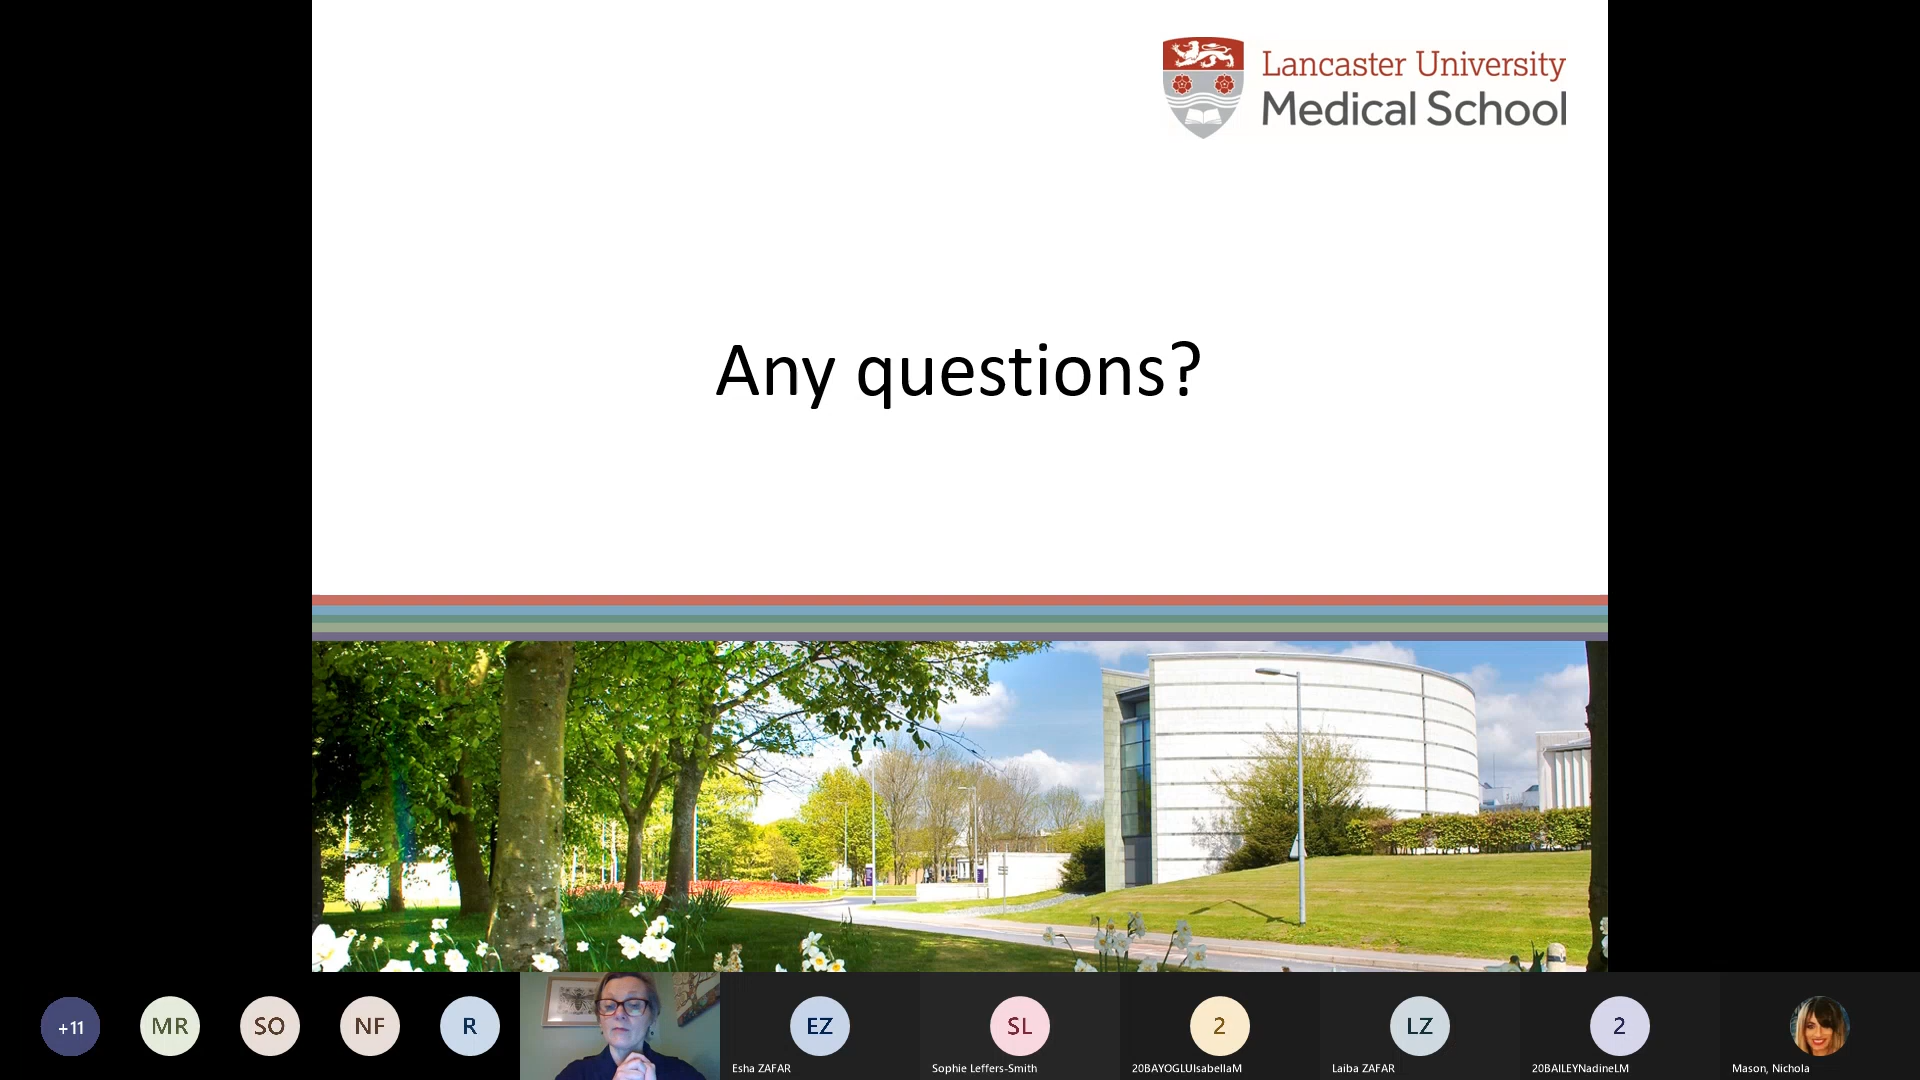 Lancaster University
Medical School
Any questions?
+11
MR
SO
NF
R
EZ
SL
2
LZ
2
Esha ZAFAR
Sophie Leffers-Smith
20BAYOGLUIsabellaM
Laiba ZAFAR
20BAILEYNadineLM
Mason, Nichola